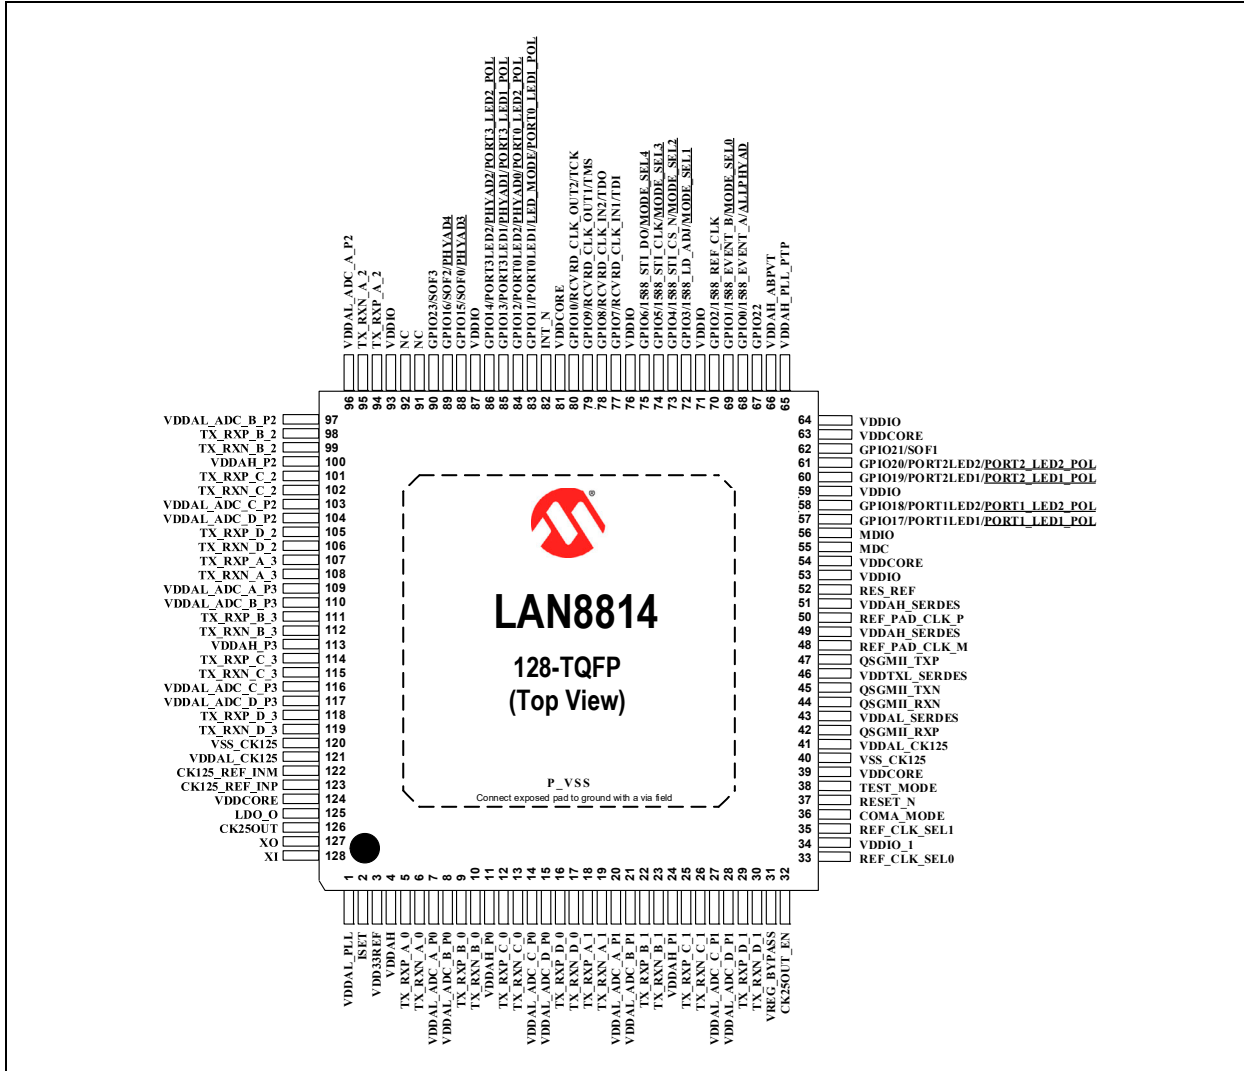 VDDAL_ADC_A_P2
TX_RXN_A_2
TX_RXP_A_2
VDDIO
NC
NC
GPIO23/SOF3
GPIO16/SOF2/PHYAD4
GPIO15/SOF0/PHYAD3
VDDIO
GPIO14/PORT3LED2/PHYAD2/PORT3_LED2_POL
GPIO13/PORT3LED1/PHYAD1/PORT3_LED1_POL
GPIO12/PORT0LED2/PHYAD0/PORT0_LED2_POL
GPIO11/PORT0LED1/LED_MODE/PORT0_LED1_POL
INT_N
VDDCORE
GPIO10/RCVRD_CLK_OUT2/TCK
GPIO9/RCVRD_CLK_OUT1/TMS
GPIO8/RCVRD_CLK_IN2/TDO
GPIO7/RCVRD_CLK_IN1/TDI
VDDIO
GPIO6/1588_STI_DO/MODE_SEL4
GPIO5/1588_STI_CLK/MODE_SEL3
GPIO4/1588_STI_CS_N/MODE_SEL2
GPIO3/1588_LD_ADJ/MODE_SEL1
VDDIO
GPIO2/1588_REF_CLK
GPIO1/1588_EVENT_B/MODE_SEL0
GPIO0/1588_EVENT_A/ALLPHYAD
GPIO22
VDDAH_ABPVT
VDDAH_PLL_PTP
96 95 94 93 92 91 90 89 88 87 86 85 84 83 82 81 80 79 78 77 76 75 74 73 72 71 70 69 68 67 66 65
VDDAL_ADC_B_P2 97
TX_RXP_B_2 98
TX_RXN_B_2 99
VDDAH_P2 100
TX_RXP_C_2 101
TX_RXN_C_2 102
VDDAL_ADC_C_P2 103
VDDAL_ADC_D_P2 104
TX_RXP_D_2 105
TX_RXN_D_2 106
TX_RXP_A_3 107
TX_RXN_A_3 108
VDDAL_ADC_A_P3 109
VDDAL_ADC_B_P3 110
TX_RXP_B_3 111
TX_RXN_B_3 112
VDDAH_P3 113
TX_RXP_C_3 114
TX_RXN_C_3 115
VDDAL_ADC_C_P3 116
VDDAL_ADC_D_P3 117
TX_RXP_D_3 118
TX_RXN_D_3 119
VSS_CK125 120
VDDAL_CK125 121
CK125_REF_INM 122
CK125_REF_INP 123
VDDCORE 124
LDO_O 125
CK25OUT 126
XO 127
XI 128
®
LAN8814
128-TQFP
(Top View)
P_VSS
Connect exposed pad to ground with a via field
64 VDDIO
63 VDDCORE
62 GPIO21/SOF1
61 GPIO20/PORT2LED2/PORT2_LED2_POL
60 GPIO19/PORT2LED1/PORT2_LED1_POL
59 VDDIO
58 GPIO18/PORT1LED2/PORT1_LED2_POL
57 GPIO17/PORT1LED1/PORT1_LED1_POL
56 MDIO
55 MDC
54 VDDCORE
53 VDDIO
52 RES_REF
51 VDDAH_SERDES
50 REF_PAD_CLK_P
49 VDDAH_SERDES
48 REF_PAD_CLK_M
47 QSGMII_TXP
46 VDDTXL_SERDES
45 QSGMII_TXN
44 QSGMII_RXN
43 VDDAL_SERDES
42 QSGMII_RXP
41 VDDAL_CK125
40 VSS_CK125
39 VDDCORE
38 TEST_MODE
37 RESET_N
36 COMA_MODE
35 REF_CLK_SEL1
34 VDDIO_1
33 REF_CLK_SEL0
1 2 3 4 5 6 7 8 9 10 11 12 13 14 15 16 17 18 19 20 21 22 23 24 25 26 27 28 29 30 31 32
VDDAL_PLL
ISET
VDD33REF
VDDAH
TX_RXP_A_0
TX_RXN_A_0
VDDAL_ADC_A_P0
VDDAL_ADC_B_P0
TX_RXP_B_0
TX_RXN_B_0
VDDAH_P0
TX_RXP_C_0
TX_RXN_C_0
VDDAL_ADC_C_P0
VDDAL_ADC_D_P0
TX_RXP_D_0
TX_RXN_D_0
TX_RXP_A_1
TX_RXN_A_1
VDDAL_ADC_A_P1
VDDAL_ADC_B_P1
TX_RXP_B_1
TX_RXN_B_1
VDDAH_P1
TX_RXP_C_1
TX_RXN_C_1
VDDAL_ADC_C_P1
VDDAL_ADC_D_P1
TX_RXP_D_1
TX_RXN_D_1
VREG_BYPASS
CK25OUT_EN